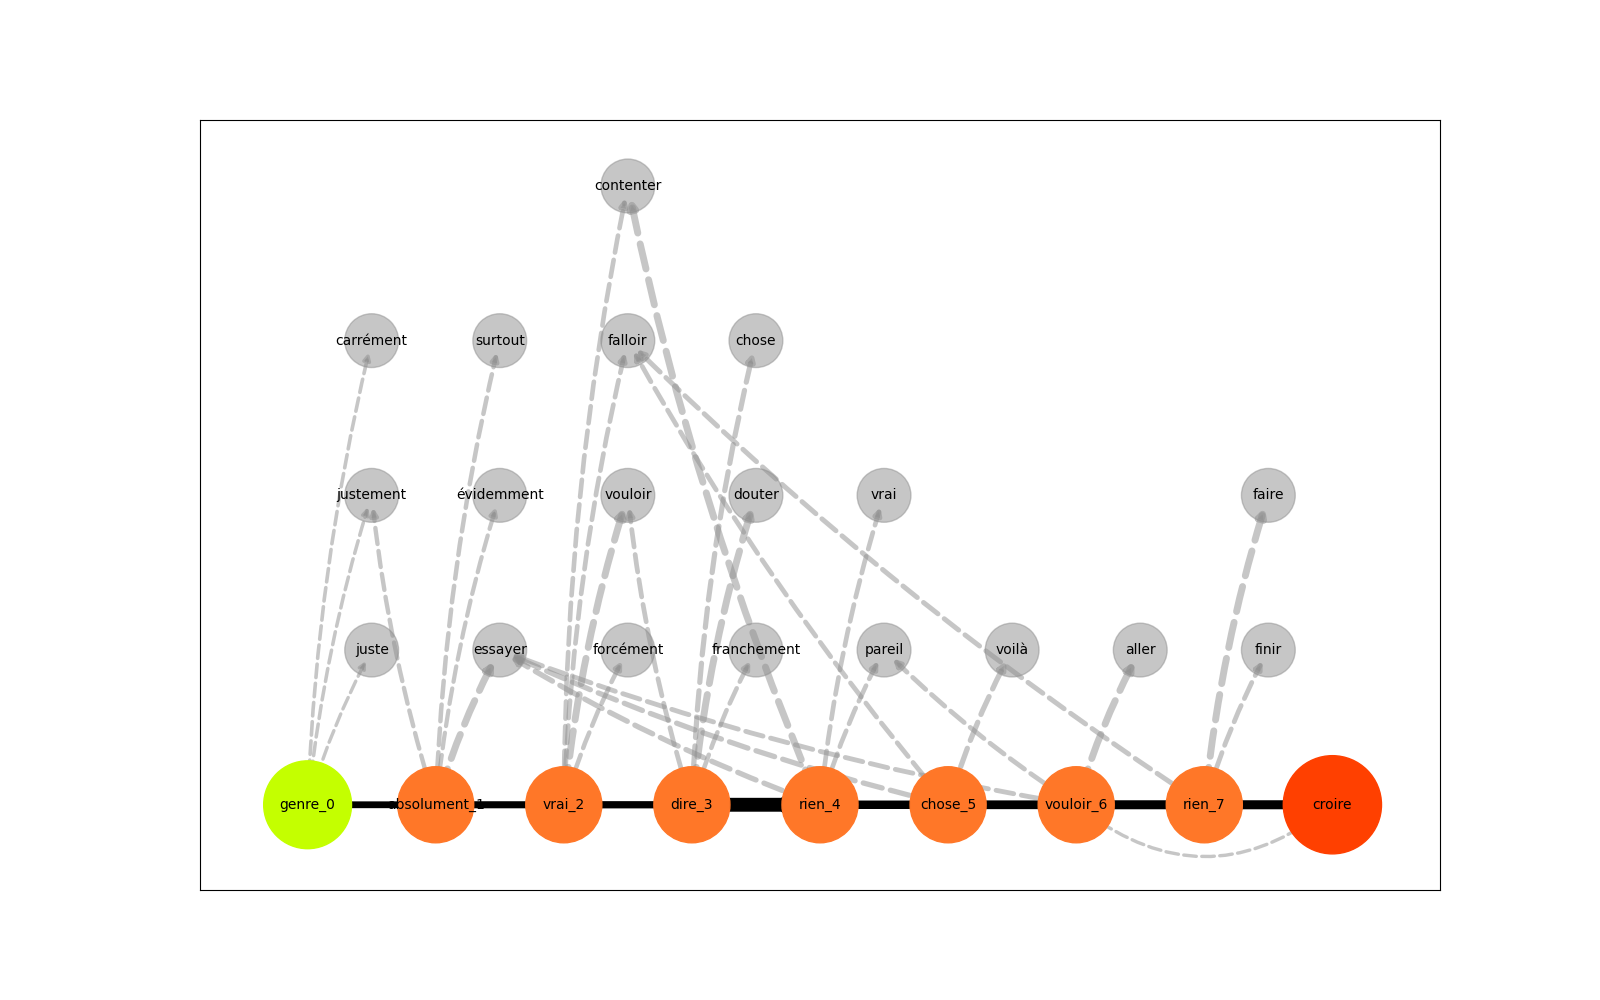 contenter
carrément surtout falloir chose
justement évidemment vouloir douter vrai faire
juste essayer forcément franchement pareil voilà aller finir
genre_0 absolument_1 vrai_2 dire_3 rien_4 chose_5 vouloir_6 rien_7 croire